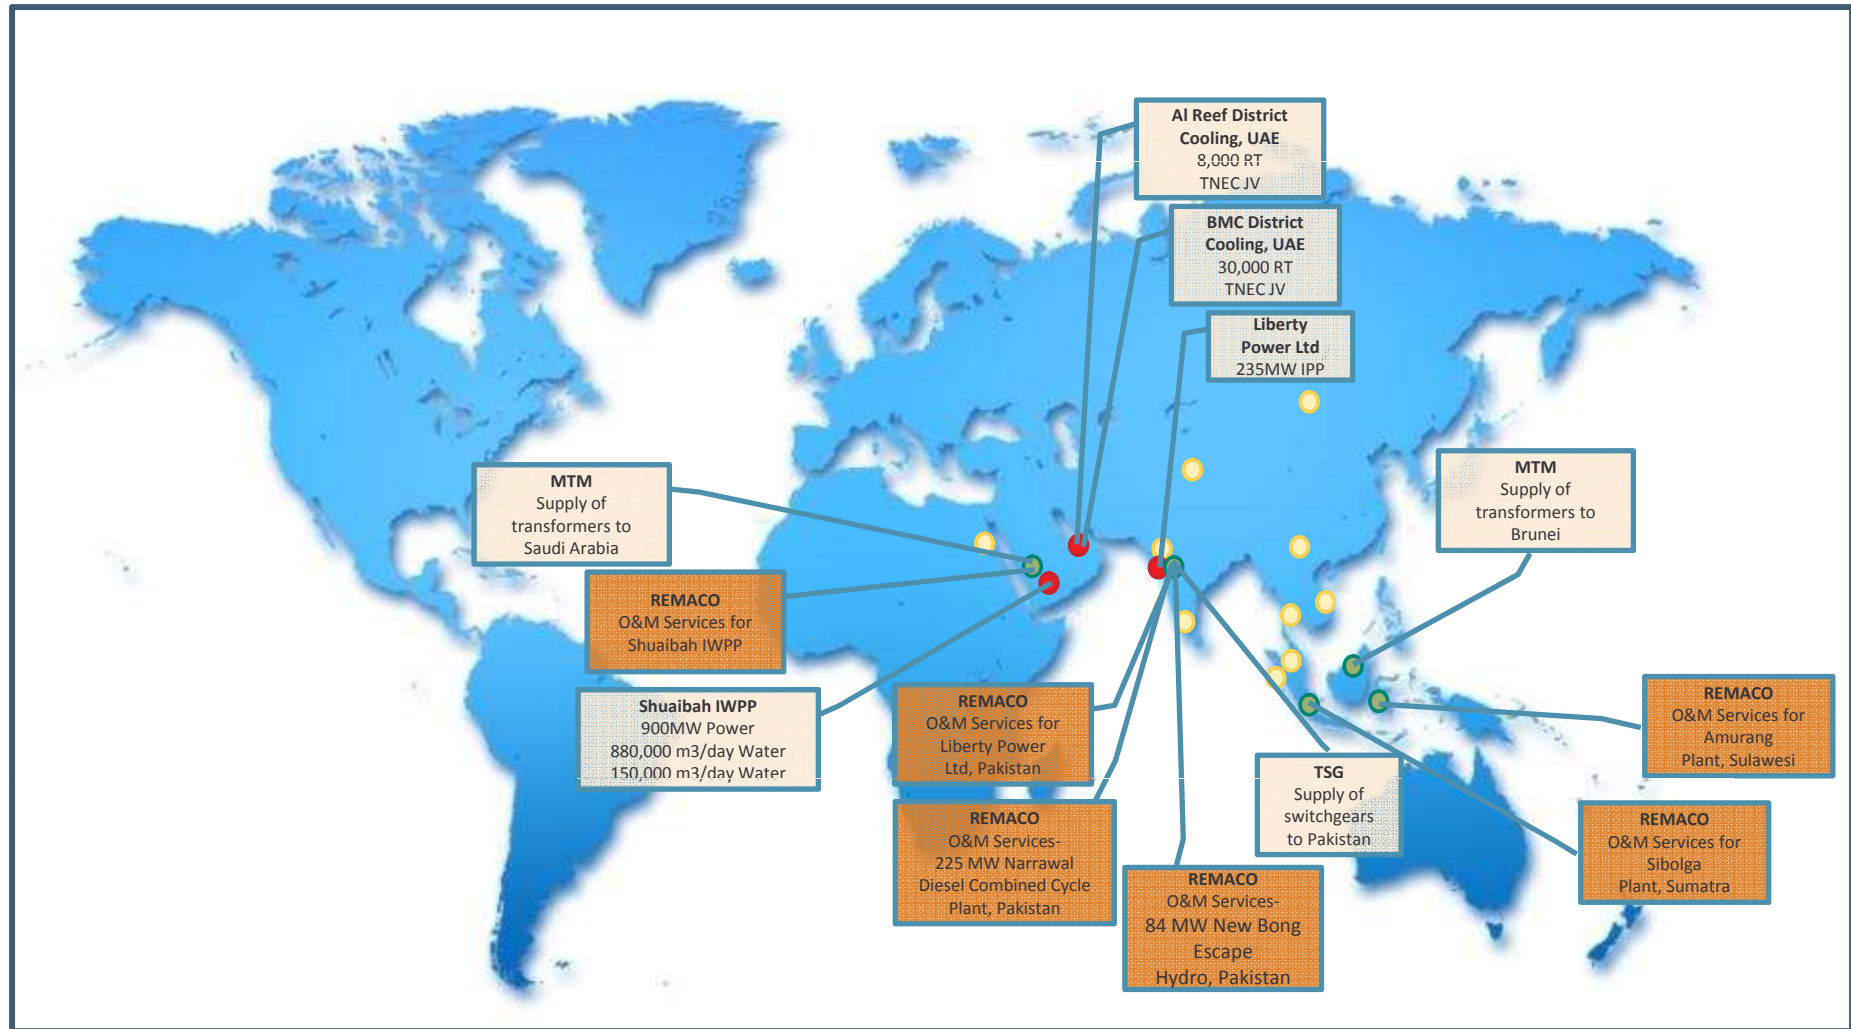 Al Reef District
Cooling, UAE
8,000 RT
TNEC JV
BMC District
Cooling, UAE
30,000 RT
TNEC JV
Liberty
Power Ltd
235MW IPP
MTM
Supply of
transformers to
Saudi Arabia
MTM
Supply of
transformers to
Brunei
REMACO
O&M Services for
Shuaibah IWPP
Shuaibah IWPP
900MW Power
880,000 m3/day Water
150,000 m3/day Water
REMACO
O&M Services for
Liberty Power
Ltd, Pakistan
REMACO
O&M Services for
Amurang
Plant, Sulawesi
TSG
Supply of
switchgears
to Pakistan
REMACO
O&M Services-
225 MW Narrawal
Diesel Combined Cycle
Plant, Pakistan
REMACO
O&M Services for
Sibolga
Plant, Sumatra
REMACO
O&M Services-
84 MW New Bong
Escape
Hydro, Pakistan